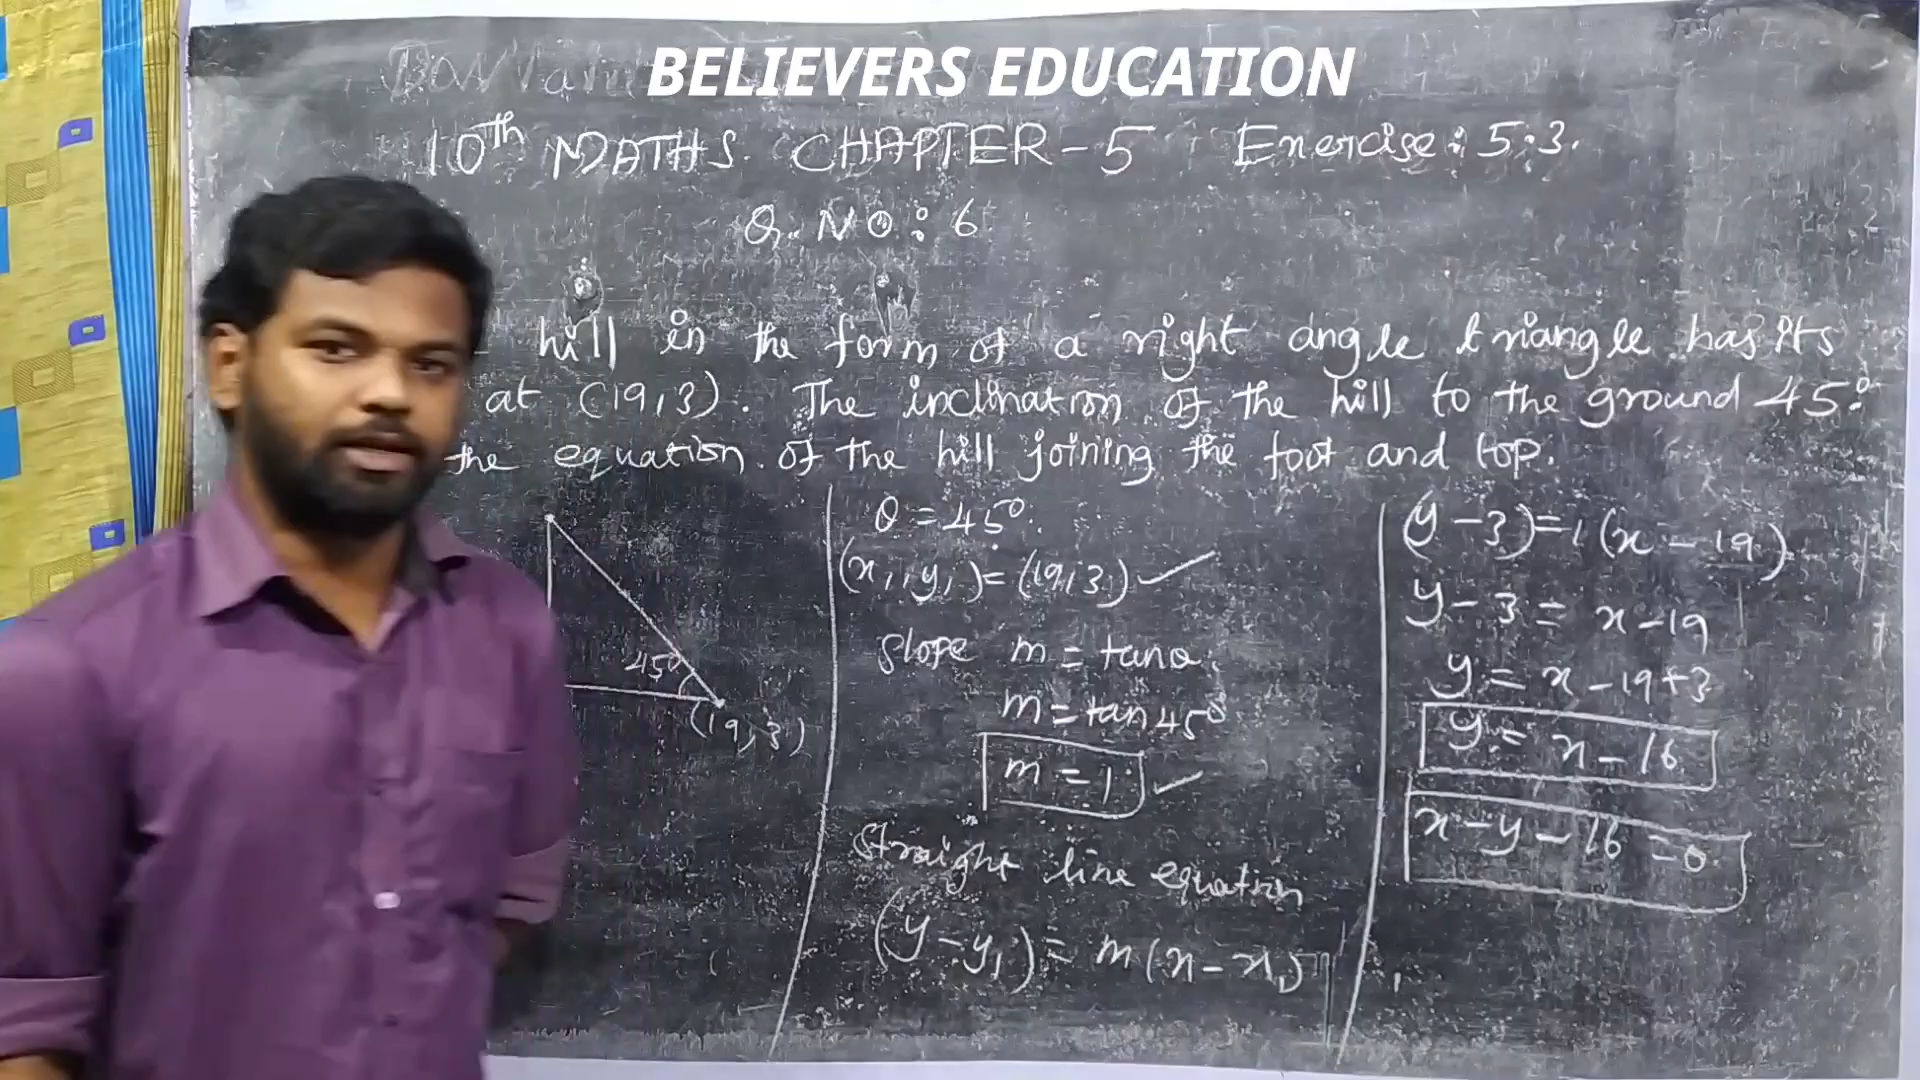 BELIEVERS EDUCATION
10th MATHS. CHAPTER-5 Exercise: 5.3.
Q. NO: 6
hill in the form of a right angle triangle has its
at (19,3). The inclination of the hill to the ground 45°.
the equation of the hill joining the foot and top.
45°
(19,3)
θ = 45°.
(x₁, y₁) = (19, 3)
Slope m = tanθ.
m = tan 45°
m = 1
Straight line equation
(y - y₁) = m(x - x₁)
(y - 3) = 1(x - 19)
y - 3 = x - 19
y = x - 19 + 3
y = x - 16
x - y - 16 = 0